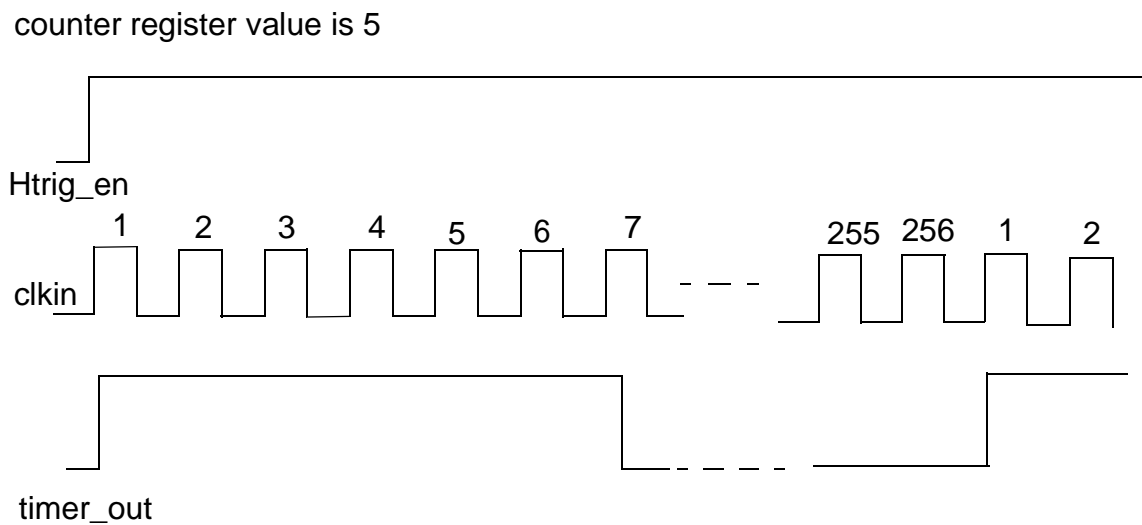 counter register value is 5
Htrig_en
1 2 3 4 5 6 7 255 256 1 2
clkin
timer_out